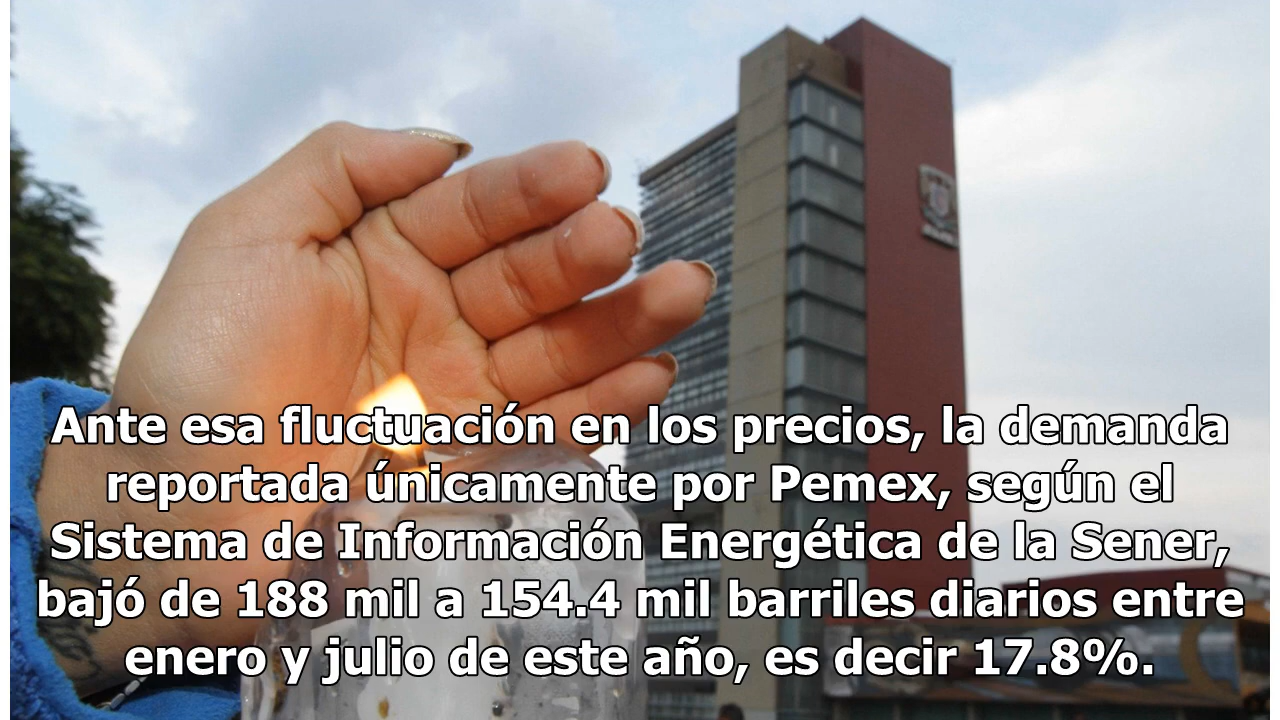 Ante esa fluctuación en los precios, la demanda
reportada únicamente por Pemex, según el
Sistema de Información Energética de la Sener,
bajó de 188 mil a 154.4 mil barriles diarios entre
enero y julio de este año, es decir 17.8%.